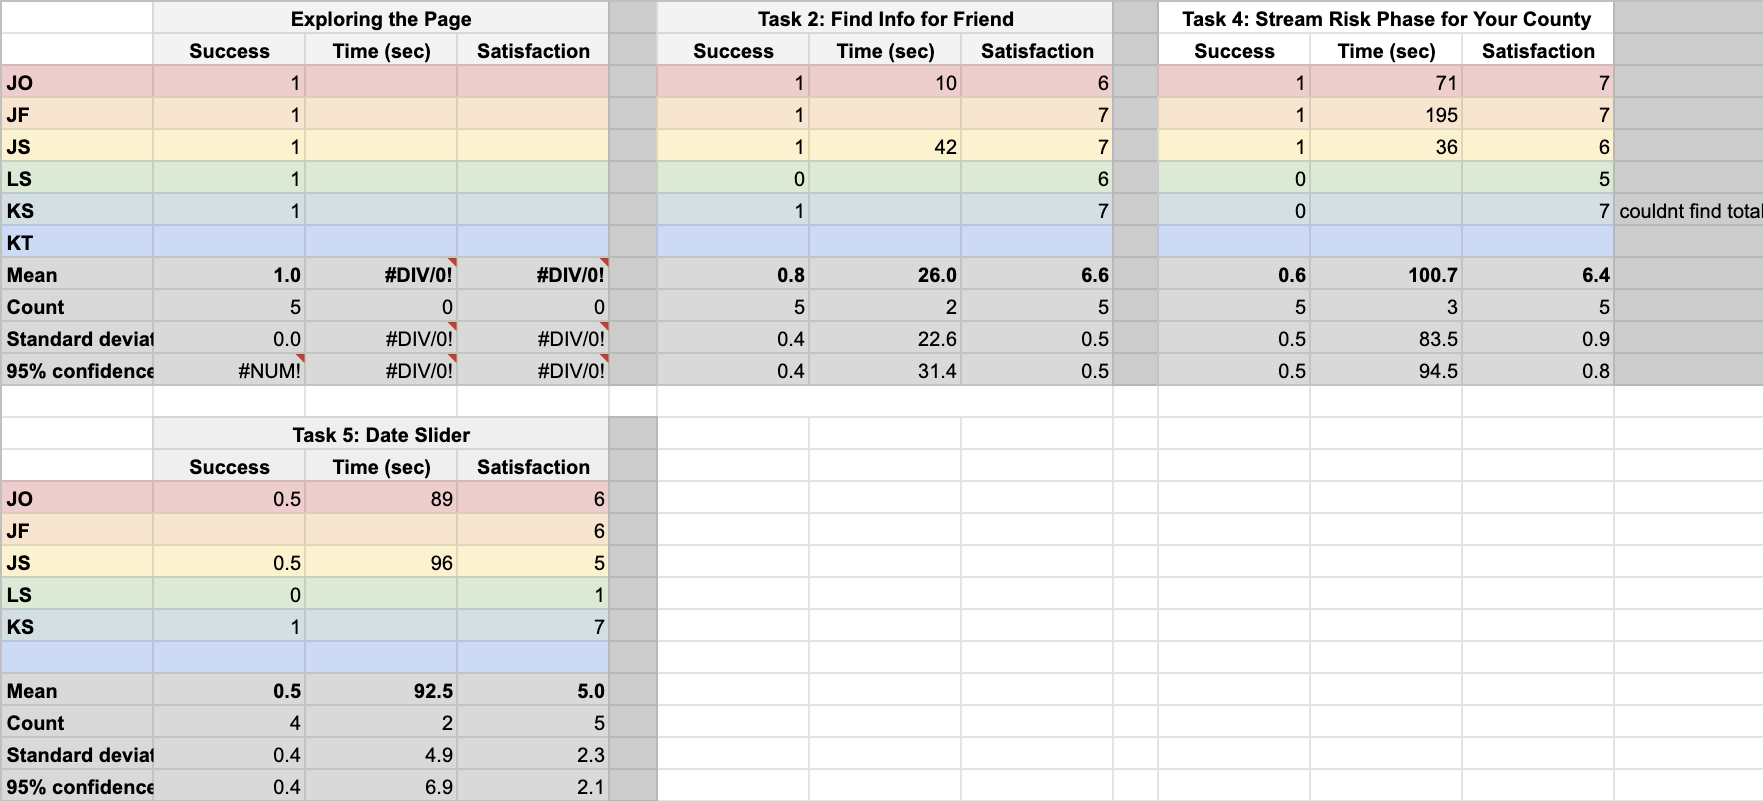 Exploring the Page Task 2: Find Info for Friend Task 4: Stream Risk Phase for Your County
Success Time (sec) Satisfaction Success Time (sec) Satisfaction Success Time (sec) Satisfaction
JO 1 1 10 6 1 71 7
JF 1 1 7 1 195 7
JS 1 1 42 7 1 36 6
LS 1 0 6 0 5
KS 1 1 7 0 7 couldnt find total
KT
Mean 1.0 #DIV/0! #DIV/0! 0.8 26.0 6.6 0.6 100.7 6.4
Count 5 0 0 5 2 5 5 3 5
Standard deviat 0.0 #DIV/0! #DIV/0! 0.4 22.6 0.5 0.5 83.5 0.9
95% confidence #NUM! #DIV/0! #DIV/0! 0.4 31.4 0.5 0.5 94.5 0.8
Task 5: Date Slider
Success Time (sec) Satisfaction
JO 0.5 89 6
JF 6
JS 0.5 96 5
LS 0 1
KS 1 7
Mean 0.5 92.5 5.0
Count 4 2 5
Standard deviat 0.4 4.9 2.3
95% confidence 0.4 6.9 2.1